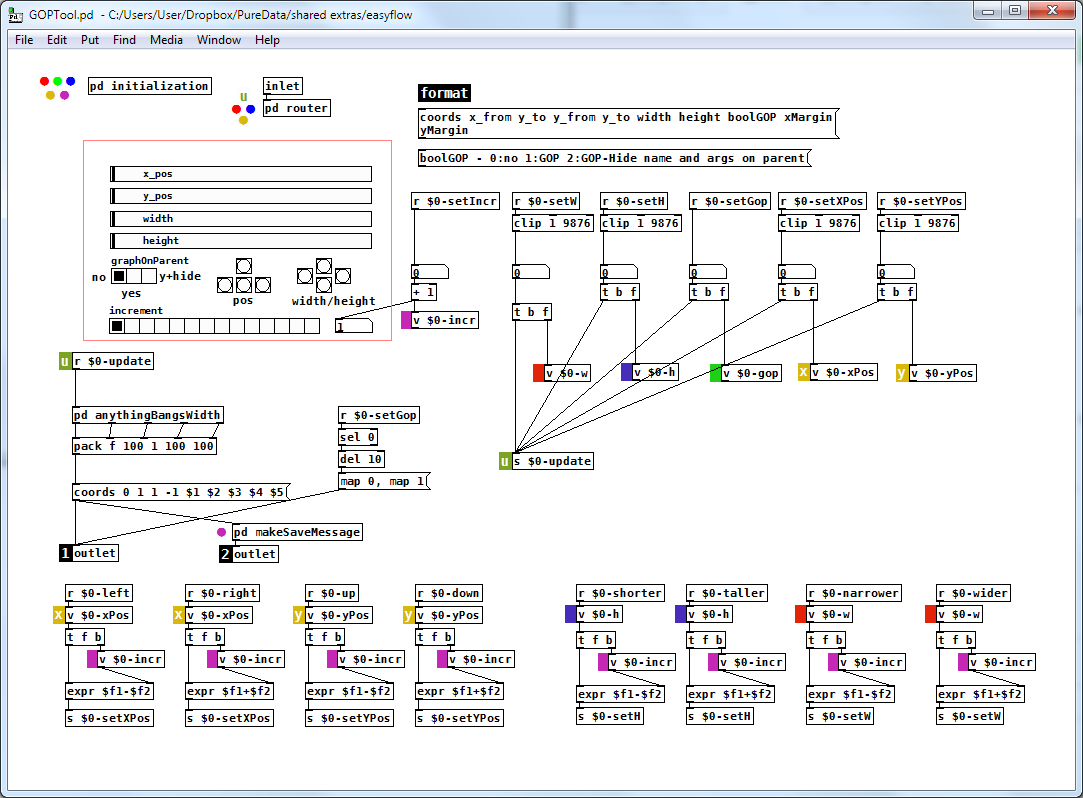 GOPTool.pd - C:/Users/User/Dropbox/PureData/shared extras/easyflow
File Edit Put Find Media Window Help
pd initialization
u
inlet
pd router
format
coords x_from y_to y_from y_to width height boolGOP xMargin
yMargin
boolGOP - 0:no 1:GOP 2:GOP-Hide name and args on parent
x_pos
y_pos
width
height
graphOnParent
no y+hide
yes
pos
width/height
increment
1
r $0-setIncr
0
+ 1
v $0-incr
r $0-setW
clip 1 9876
0
t b f
v $0-w
r $0-setH
clip 1 9876
0
t b f
v $0-h
r $0-setGop
0
t b f
v $0-gop
r $0-setXPos
clip 1 9876
0
t b f
x v $0-xPos
r $0-setYPos
clip 1 9876
0
t b f
y v $0-yPos
u s $0-update
u r $0-update
pd anythingBangsWidth
pack f 100 1 100 100
coords 0 1 1 -1 $1 $2 $3 $4 $5
r $0-setGop
sel 0
del 10
map 0, map 1
pd makeSaveMessage
1 outlet
2 outlet
r $0-left
x v $0-xPos
t f b
v $0-incr
expr $f1-$f2
s $0-setXPos
r $0-right
x v $0-xPos
t f b
v $0-incr
expr $f1+$f2
s $0-setXPos
r $0-up
y v $0-yPos
t f b
v $0-incr
expr $f1-$f2
s $0-setYPos
r $0-down
y v $0-yPos
t f b
v $0-incr
expr $f1+$f2
s $0-setYPos
r $0-shorter
v $0-h
t f b
v $0-incr
expr $f1-$f2
s $0-setH
r $0-taller
v $0-h
t f b
v $0-incr
expr $f1+$f2
s $0-setH
r $0-narrower
v $0-w
t f b
v $0-incr
expr $f1-$f2
s $0-setW
r $0-wider
v $0-w
t f b
v $0-incr
expr $f1+$f2
s $0-setW